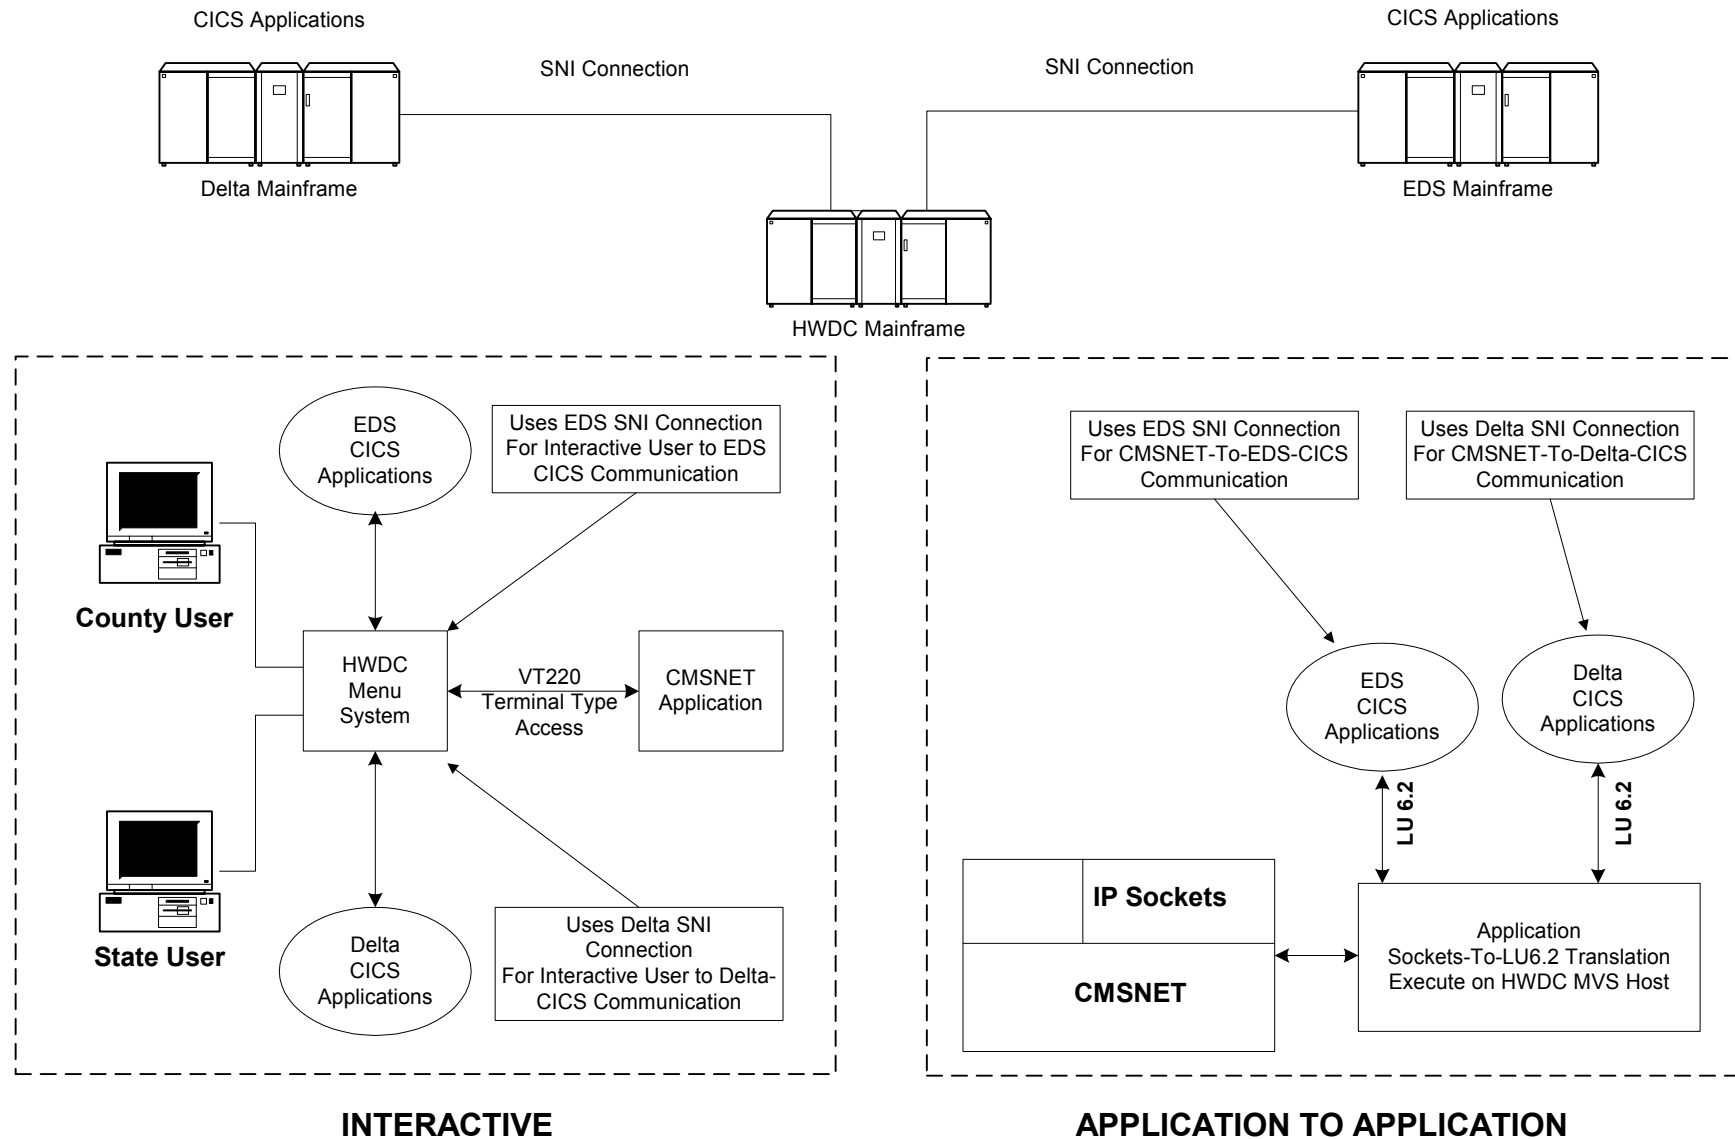 CICS Applications
CICS Applications
SNI Connection
SNI Connection
Delta Mainframe
EDS Mainframe
HWDC Mainframe
EDS
CICS
Applications
Uses EDS SNI Connection
For Interactive User to EDS
CICS Communication
County User
HWDC
Menu
System
VT220
Terminal Type
Access
CMSNET
Application
State User
Delta
CICS
Applications
Uses Delta SNI
Connection
For Interactive User to Delta-
CICS Communication
INTERACTIVE
Uses EDS SNI Connection
For CMSNET-To-EDS-CICS
Communication
Uses Delta SNI Connection
For CMSNET-To-Delta-CICS
Communication
EDS
CICS
Applications
Delta
CICS
Applications
LU 6.2
LU 6.2
IP Sockets
CMSNET
Application
Sockets-To-LU6.2 Translation
Execute on HWDC MVS Host
APPLICATION TO APPLICATION